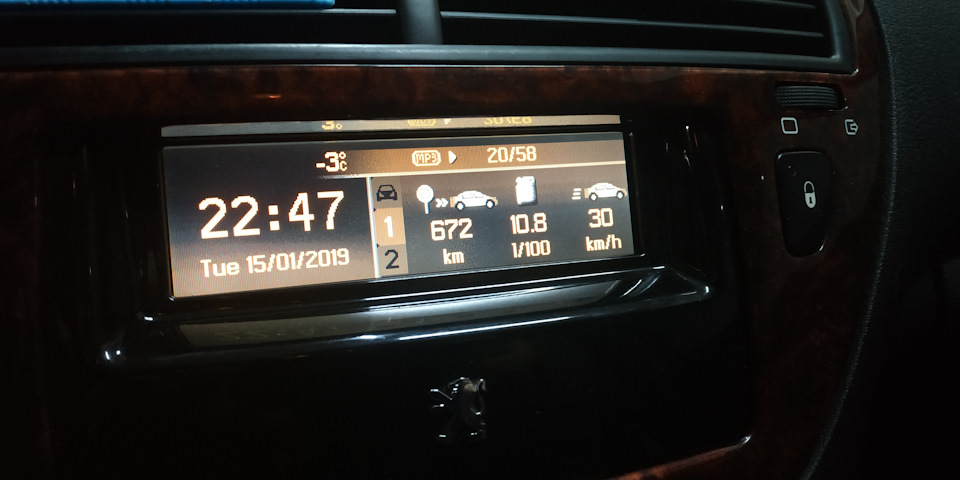 -3°C MP3 20/58
22:47
Tue 15/01/2019
1
2
672
km
10.8
l/100
30
km/h